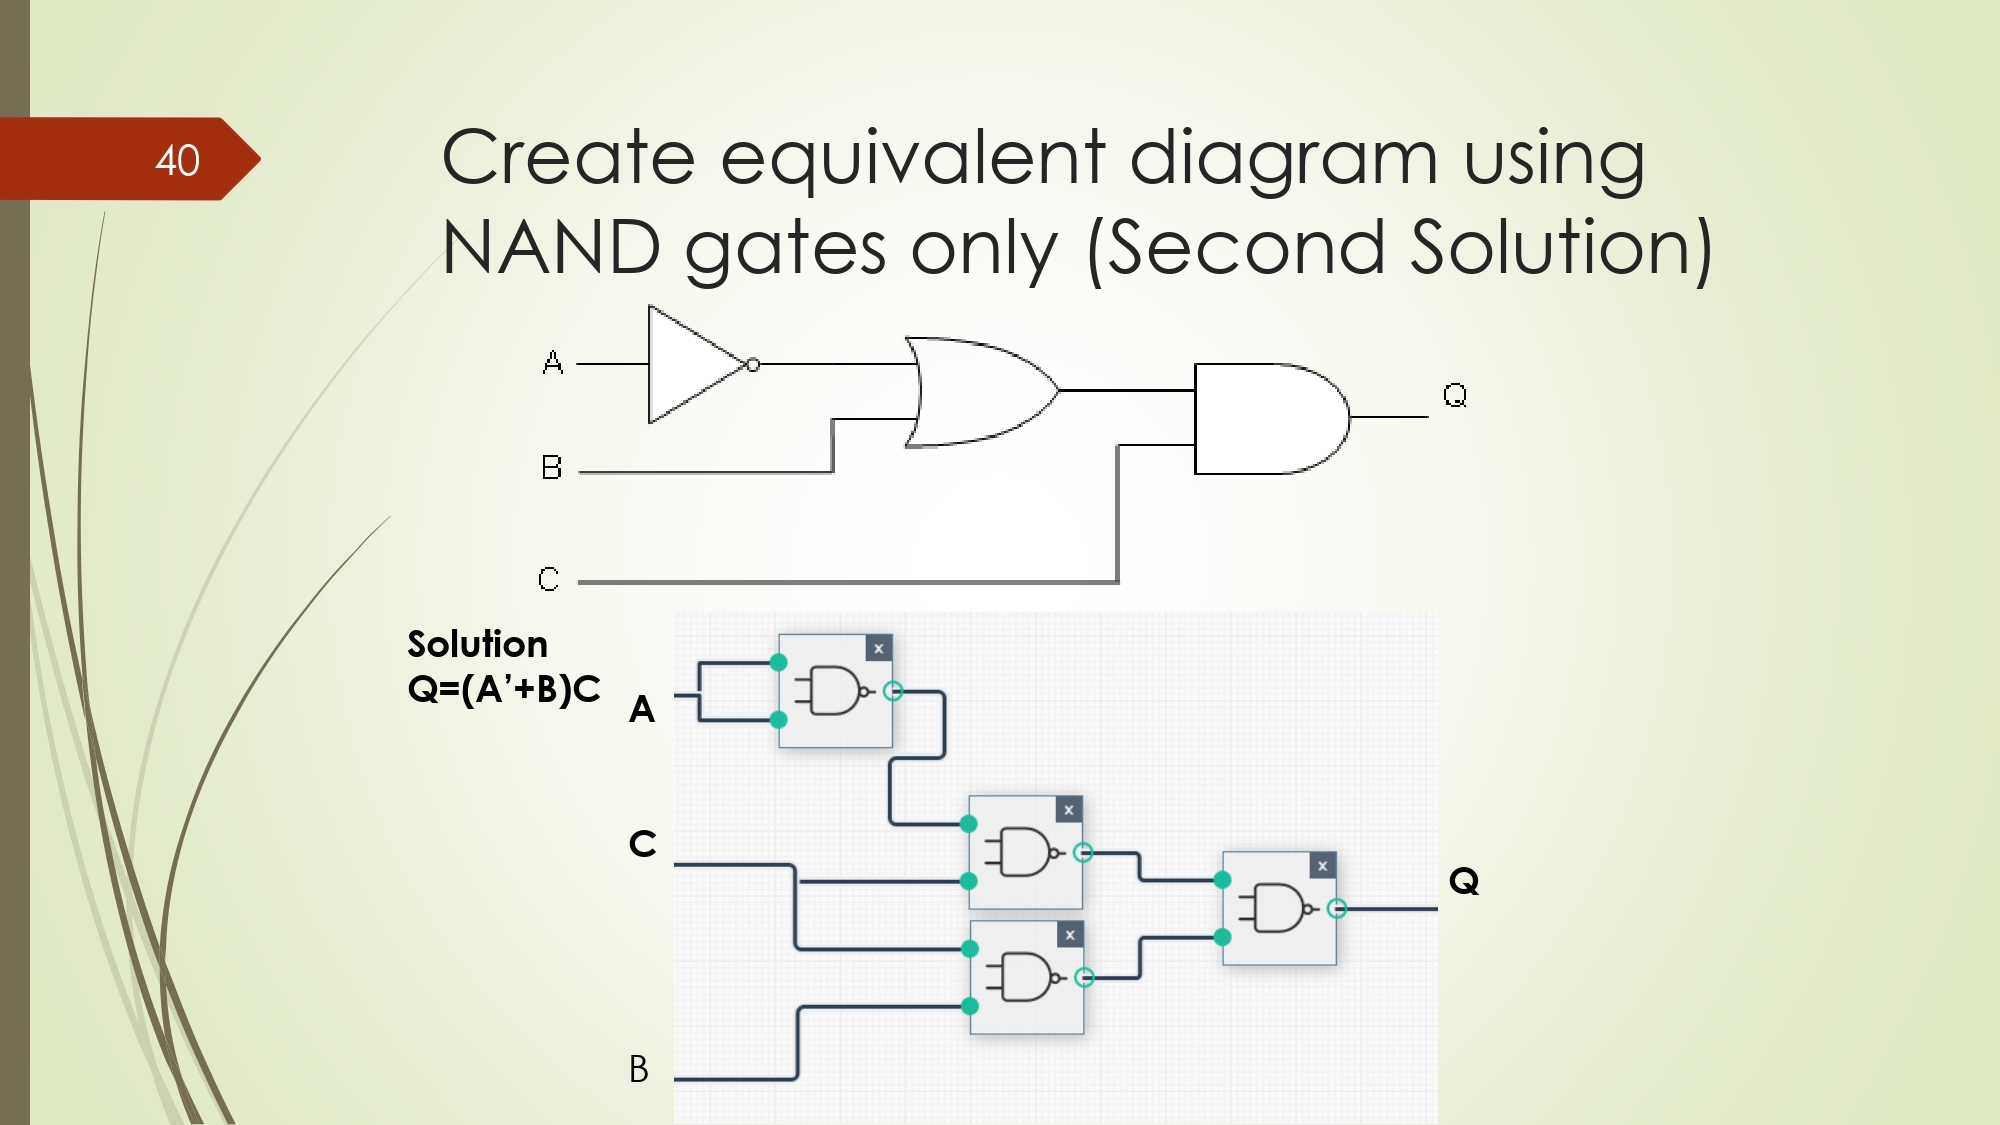 40
Create equivalent diagram using
NAND gates only (Second Solution)
A
B
C
Q
Solution
Q=(A’+B)C
A
C
B
x
x
x
x
Q